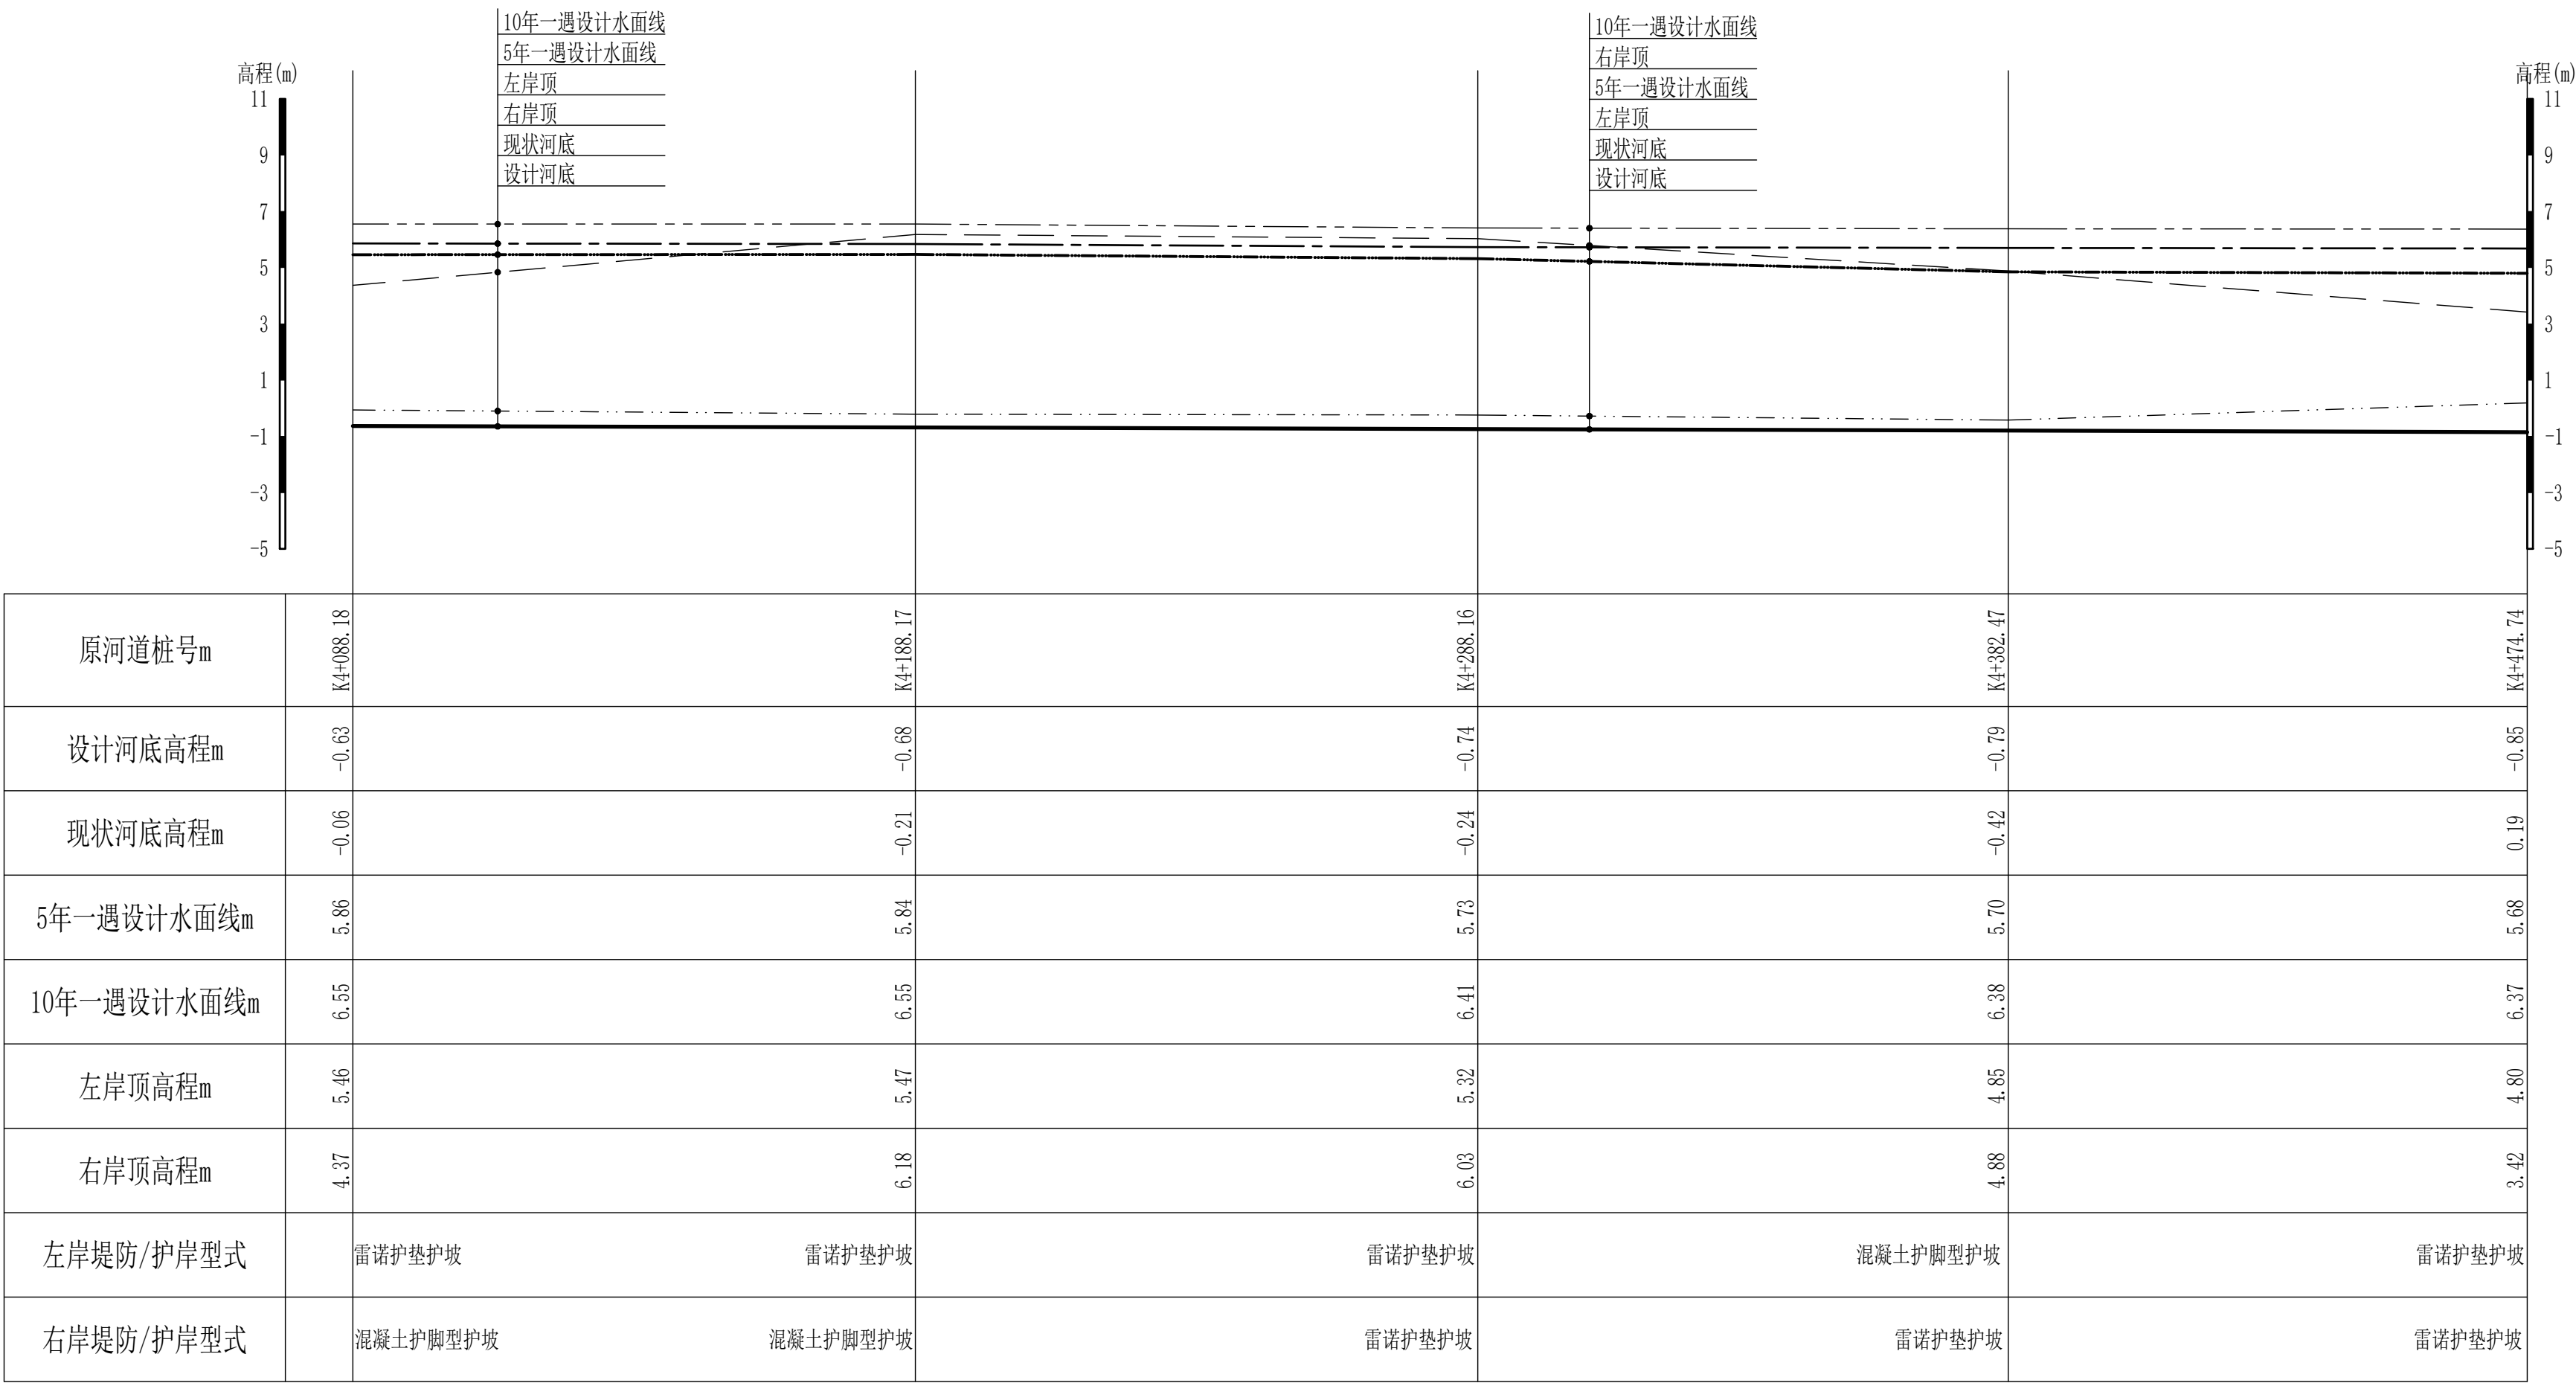 10年一遇设计水面线
5年一遇设计水面线
左岸顶
右岸顶
现状河底
设计河底
10年一遇设计水面线
右岸顶
5年一遇设计水面线
左岸顶
现状河底
设计河底
高程(m)
11
9
7
5
3
1
-1
-3
-5
高程(m)
11
9
7
5
3
1
-1
-3
-5
原河道桩号m K4+088.18 K4+188.17 K4+288.16 K4+382.47 K4+474.74
设计河底高程m -0.63 -0.68 -0.74 -0.79 -0.85
现状河底高程m -0.06 -0.21 -0.24 -0.42 0.19
5年一遇设计水面线m 5.86 5.84 5.73 5.70 5.68
10年一遇设计水面线m 6.55 6.55 6.41 6.38 6.37
左岸顶高程m 5.46 5.47 5.32 4.85 4.80
右岸顶高程m 4.37 6.18 6.03 4.88 3.42
左岸堤防/护岸型式 雷诺护垫护坡 雷诺护垫护坡 雷诺护垫护坡 混凝土护脚型护坡 雷诺护垫护坡
右岸堤防/护岸型式 混凝土护脚型护坡 混凝土护脚型护坡 雷诺护垫护坡 雷诺护垫护坡 雷诺护垫护坡